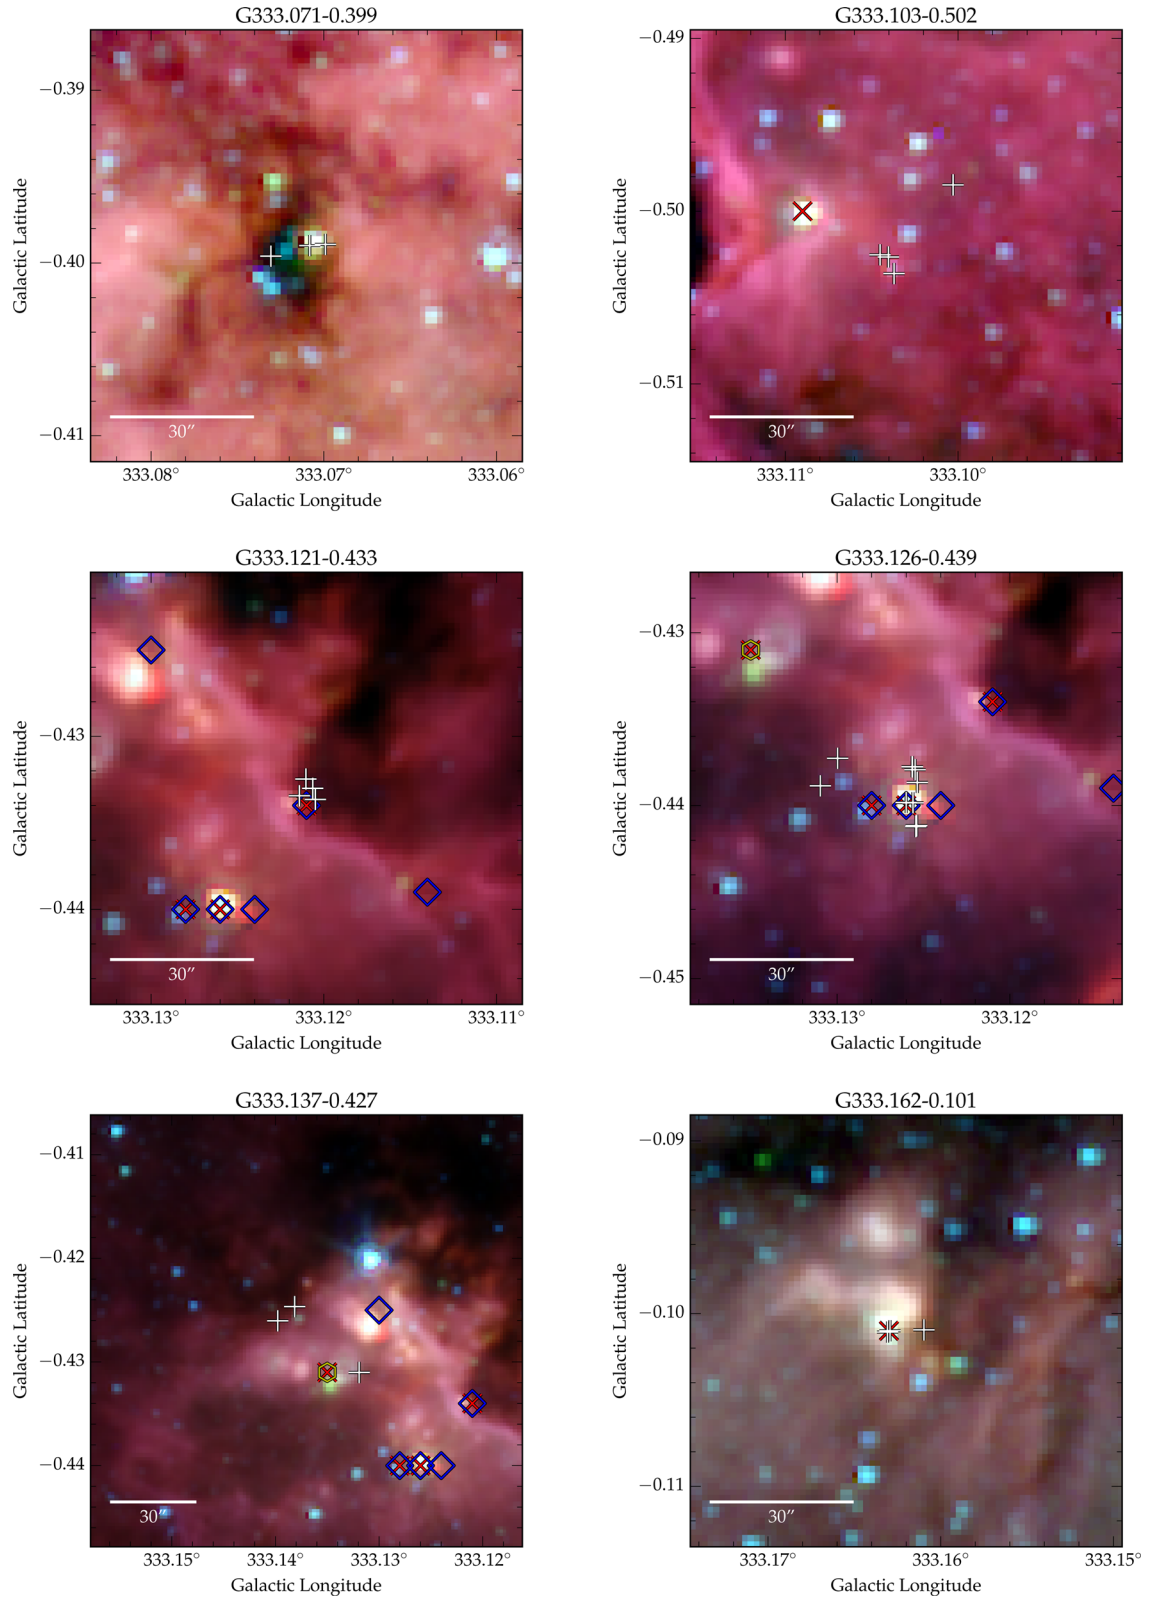 G333.071-0.399
−0.39
−0.40
−0.41
Galactic Latitude
30″
333.08°
333.07°
333.06°
Galactic Longitude
G333.103-0.502
−0.49
−0.50
−0.51
Galactic Latitude
30″
333.11°
333.10°
Galactic Longitude
G333.121-0.433
−0.43
−0.44
Galactic Latitude
30″
333.13°
333.12°
333.11°
Galactic Longitude
G333.126-0.439
−0.43
−0.44
−0.45
Galactic Latitude
30″
333.13°
333.12°
Galactic Longitude
G333.137-0.427
−0.41
−0.42
−0.43
−0.44
Galactic Latitude
30″
333.15°
333.14°
333.13°
333.12°
Galactic Longitude
G333.162-0.101
−0.09
−0.10
−0.11
Galactic Latitude
30″
333.17°
333.16°
333.15°
Galactic Longitude